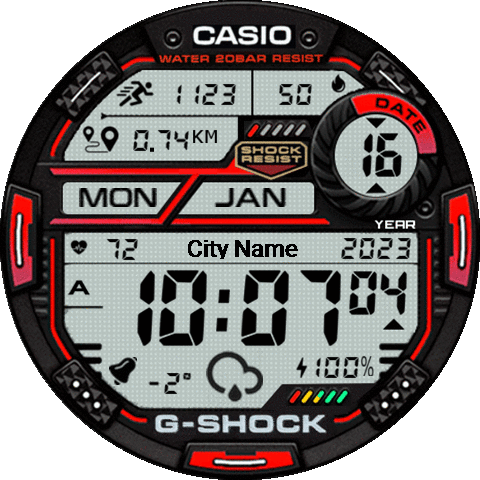 CASIO
WATER 20BAR RESIST
1123 50
DATE
0.74KM
SHOCK
RESIST
16
MON JAN
YEAR
72 City Name 2023
A
10:07 04
-2° 100%
G-SHOCK